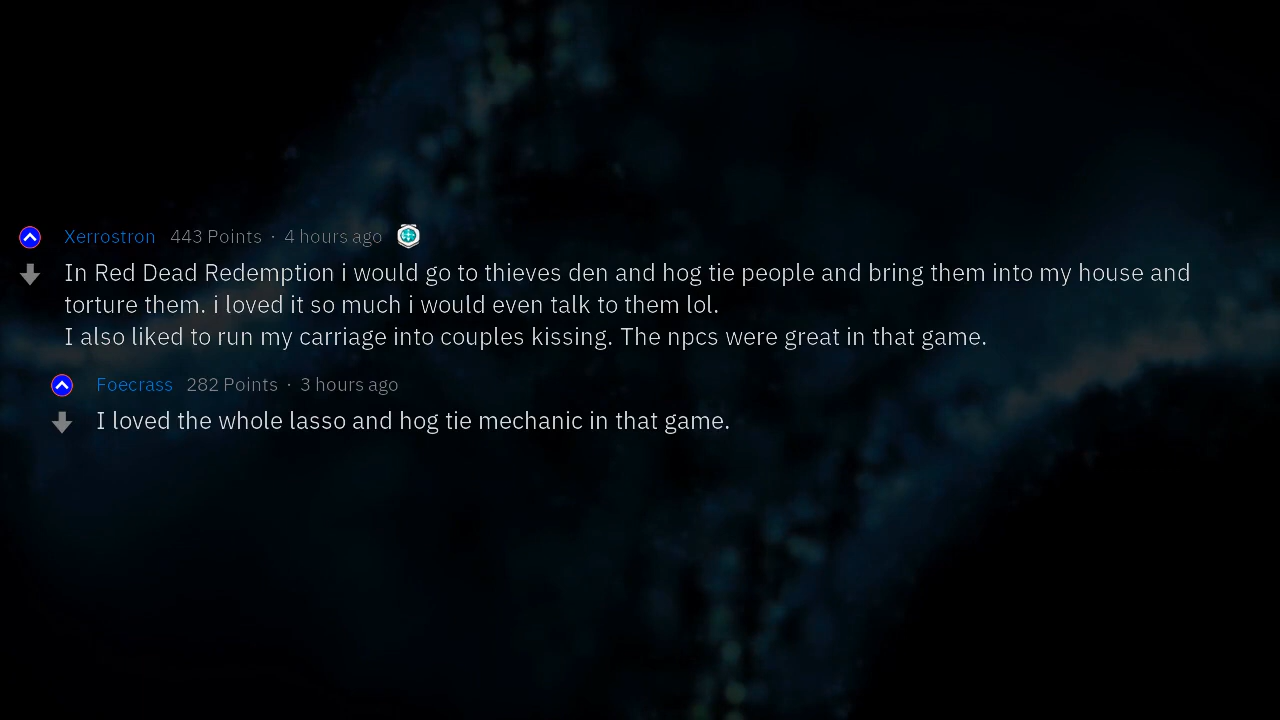 Xerrostron 443 Points · 4 hours ago
In Red Dead Redemption i would go to thieves den and hog tie people and bring them into my house and
torture them. i loved it so much i would even talk to them lol.
I also liked to run my carriage into couples kissing. The npcs were great in that game.
Foecrass 282 Points · 3 hours ago
I loved the whole lasso and hog tie mechanic in that game.